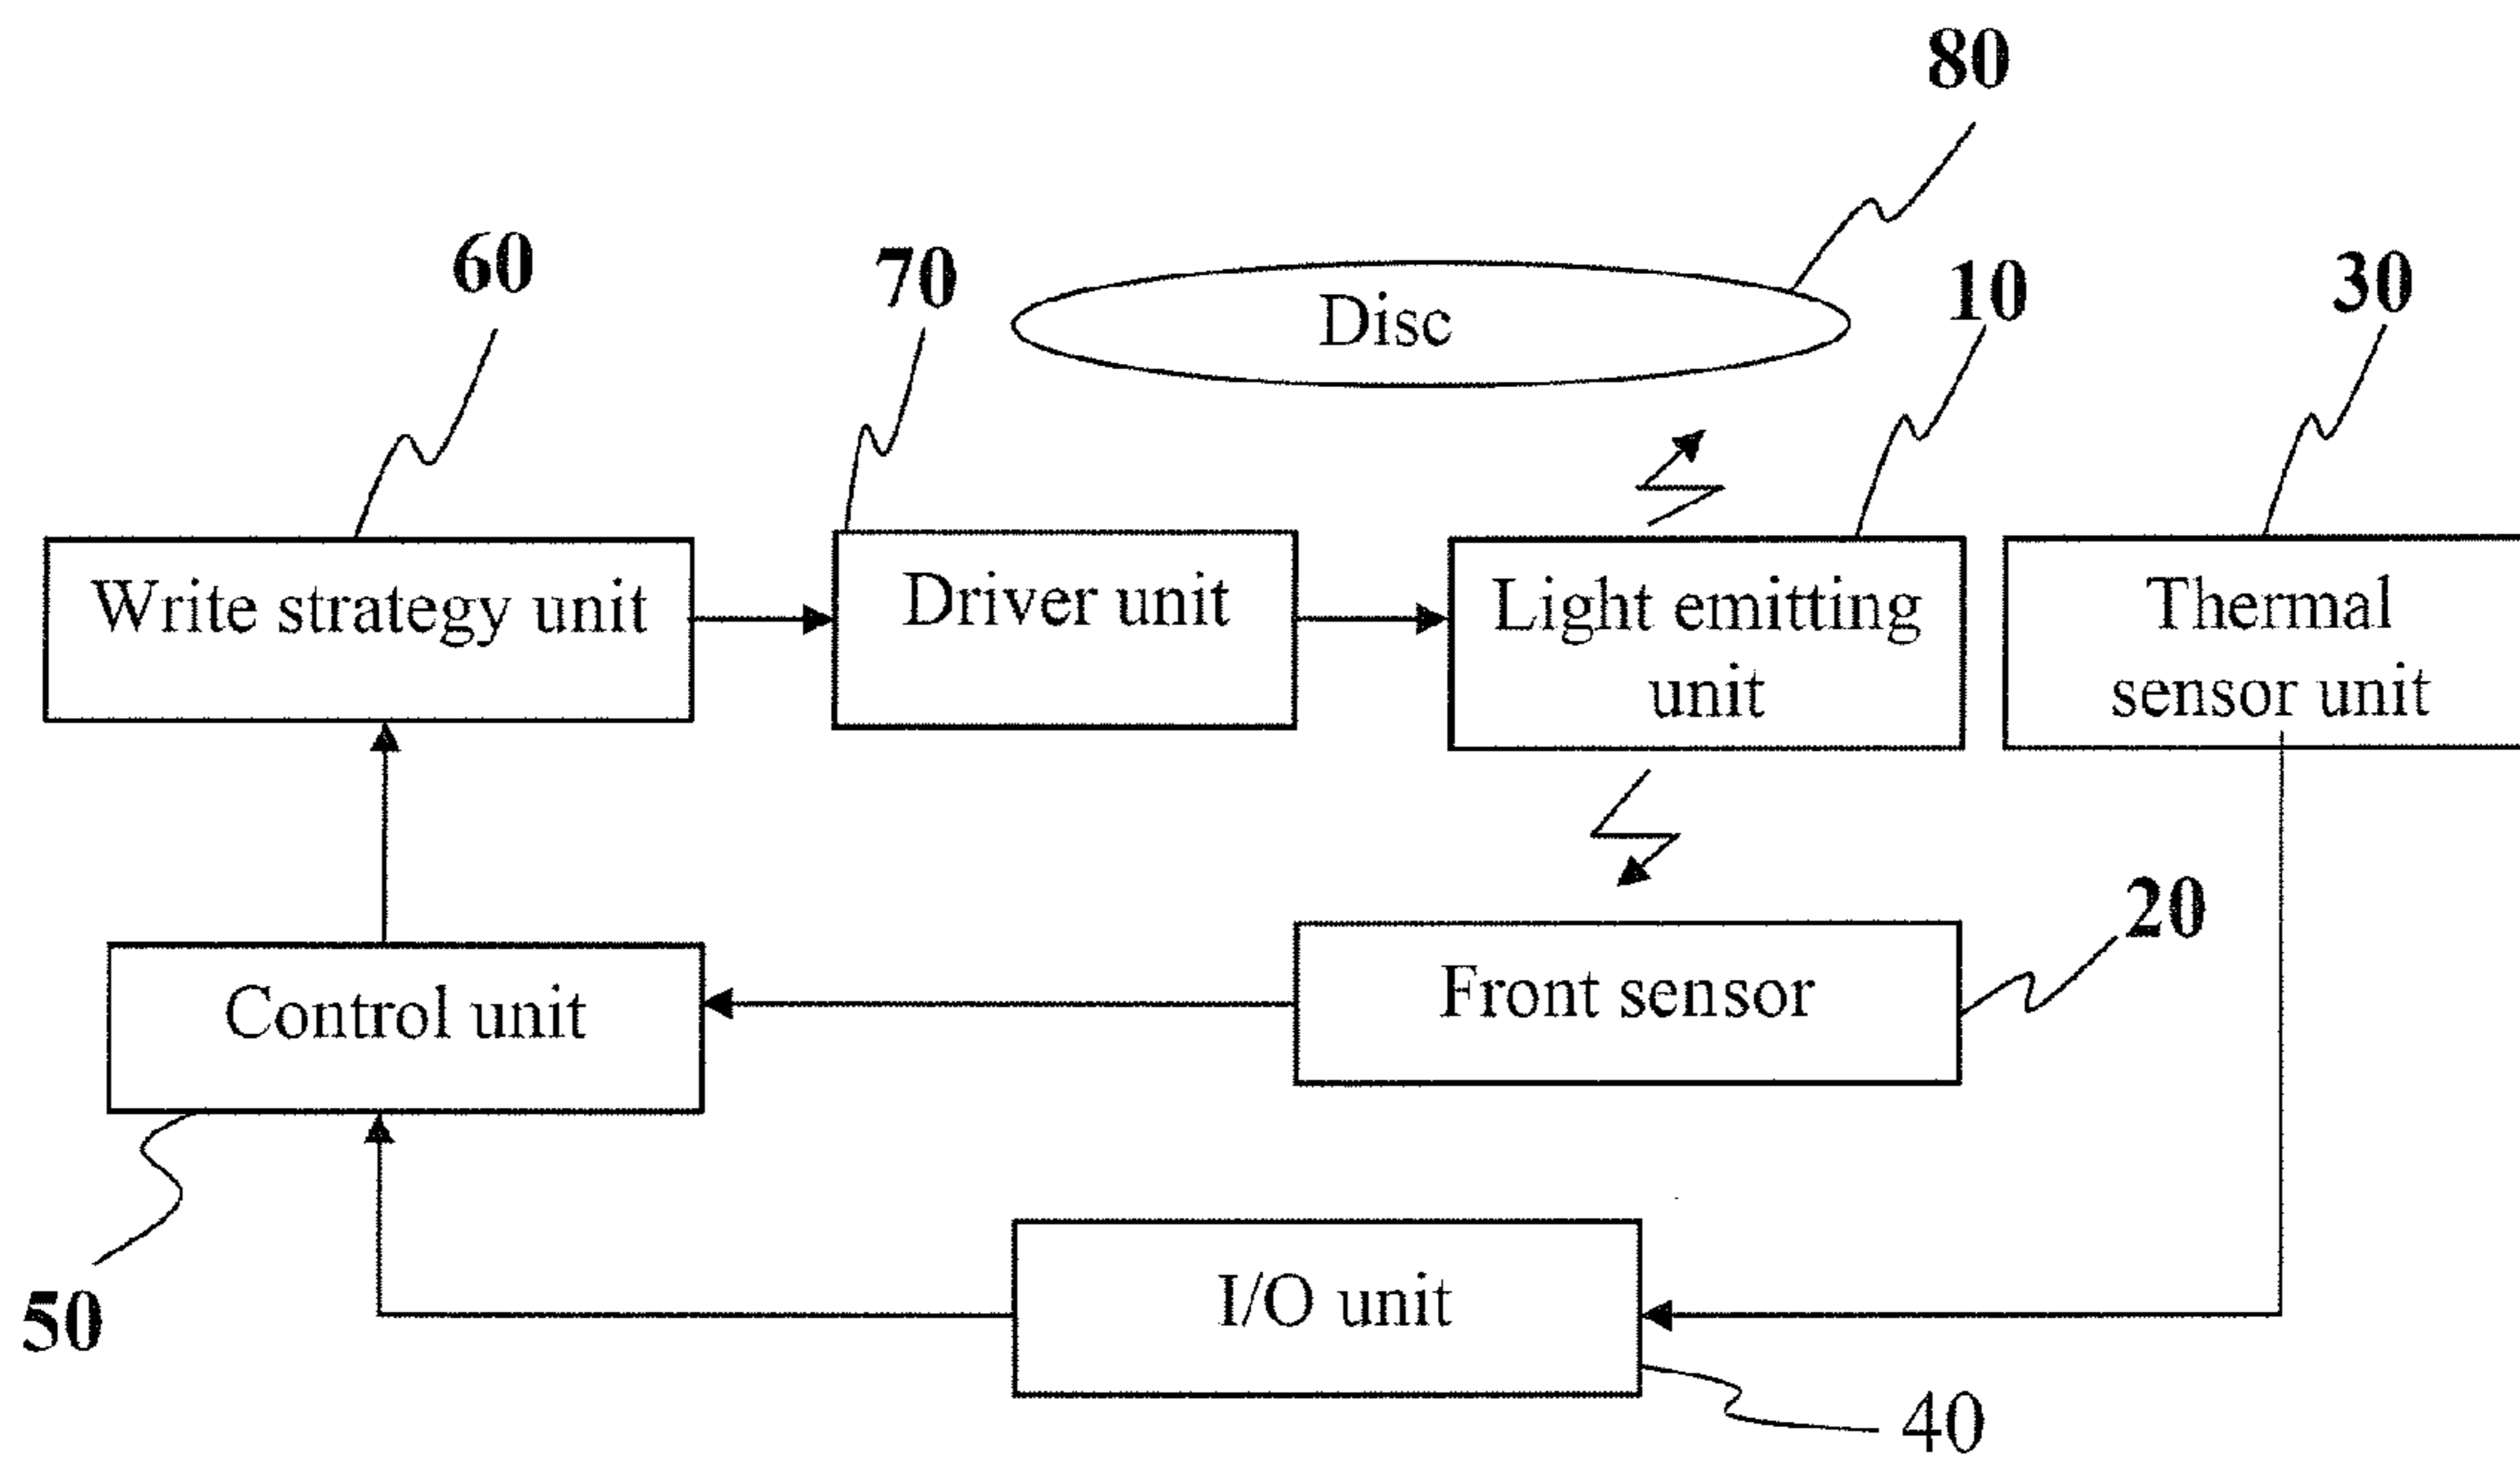 80
60
70
Disc
10
30
Write strategy unit
Driver unit
Light emitting
unit
Thermal
sensor unit
20
Control unit
Front sensor
50
I/O unit
40